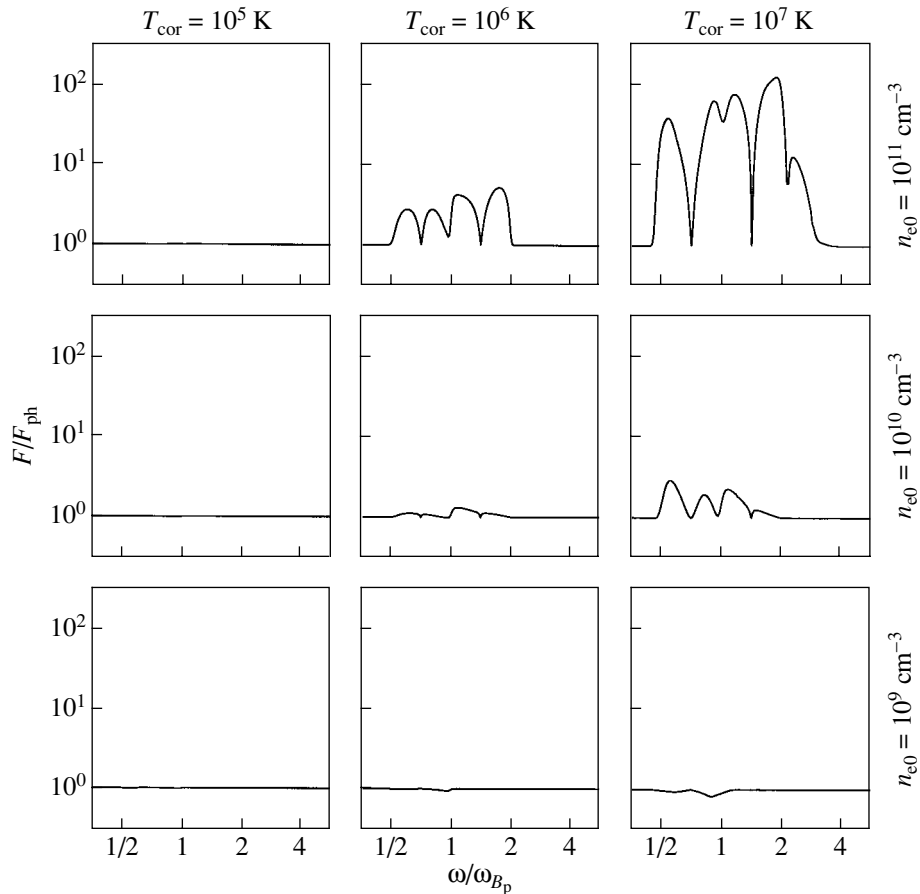 T_cor = 10^5 K T_cor = 10^6 K T_cor = 10^7 K
10^2
10^1
10^0
n_e0 = 10^11 cm^−3
10^2
10^1
10^0
F/F_ph
n_e0 = 10^10 cm^−3
10^2
10^1
10^0
n_e0 = 10^9 cm^−3
1/2 1 2 4 1/2 1 2 4 1/2 1 2 4
ω/ω_B_p